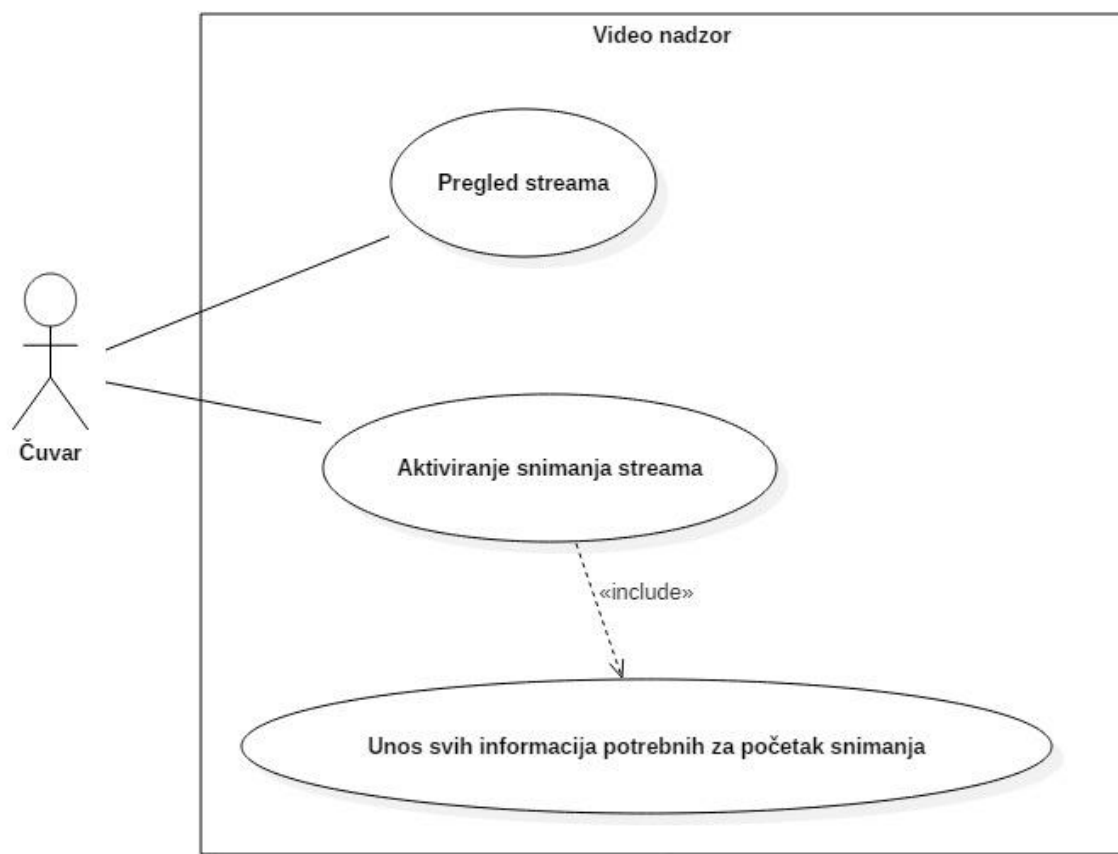 Video nadzor
Pregled streama
Čuvar
Aktiviranje snimanja streama
«include»
Unos svih informacija potrebnih za početak snimanja